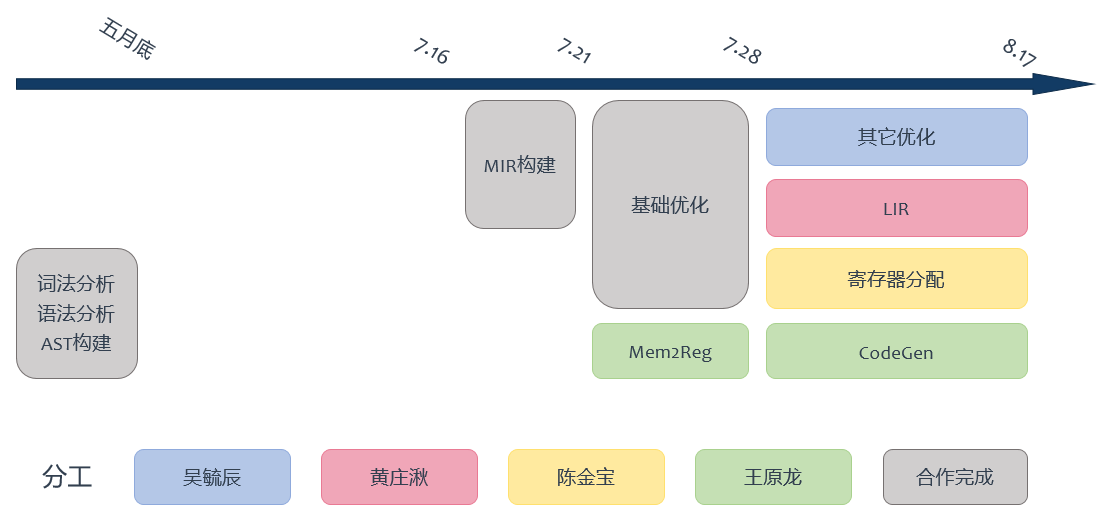 五月底
7.16
7.21
7.28
8.17
MIR构建
基础优化
其它优化
LIR
寄存器分配
词法分析
语法分析
AST构建
Mem2Reg
CodeGen
分工
吴毓辰
黄庄湫
陈金宝
王原龙
合作完成